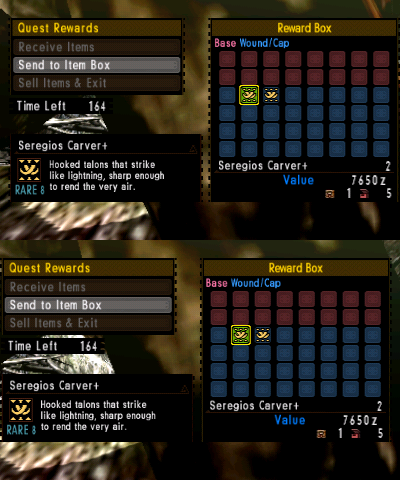 Quest Rewards
Receive Items
Send to Item Box
Sell Items & Exit
Time Left 164
Seregios Carver+
Hooked talons that strike
like lightning, sharp enough
to rend the very air.
RARE 8
Reward Box
Base Wound/Cap
Seregios Carver+ 2
Value 7650z
1 5
Quest Rewards
Receive Items
Send to Item Box
Sell Items & Exit
Time Left 164
Seregios Carver+
Hooked talons that strike
like lightning, sharp enough
to rend the very air.
RARE 8
Reward Box
Base Wound/Cap
Seregios Carver+ 2
Value 7650z
1 5